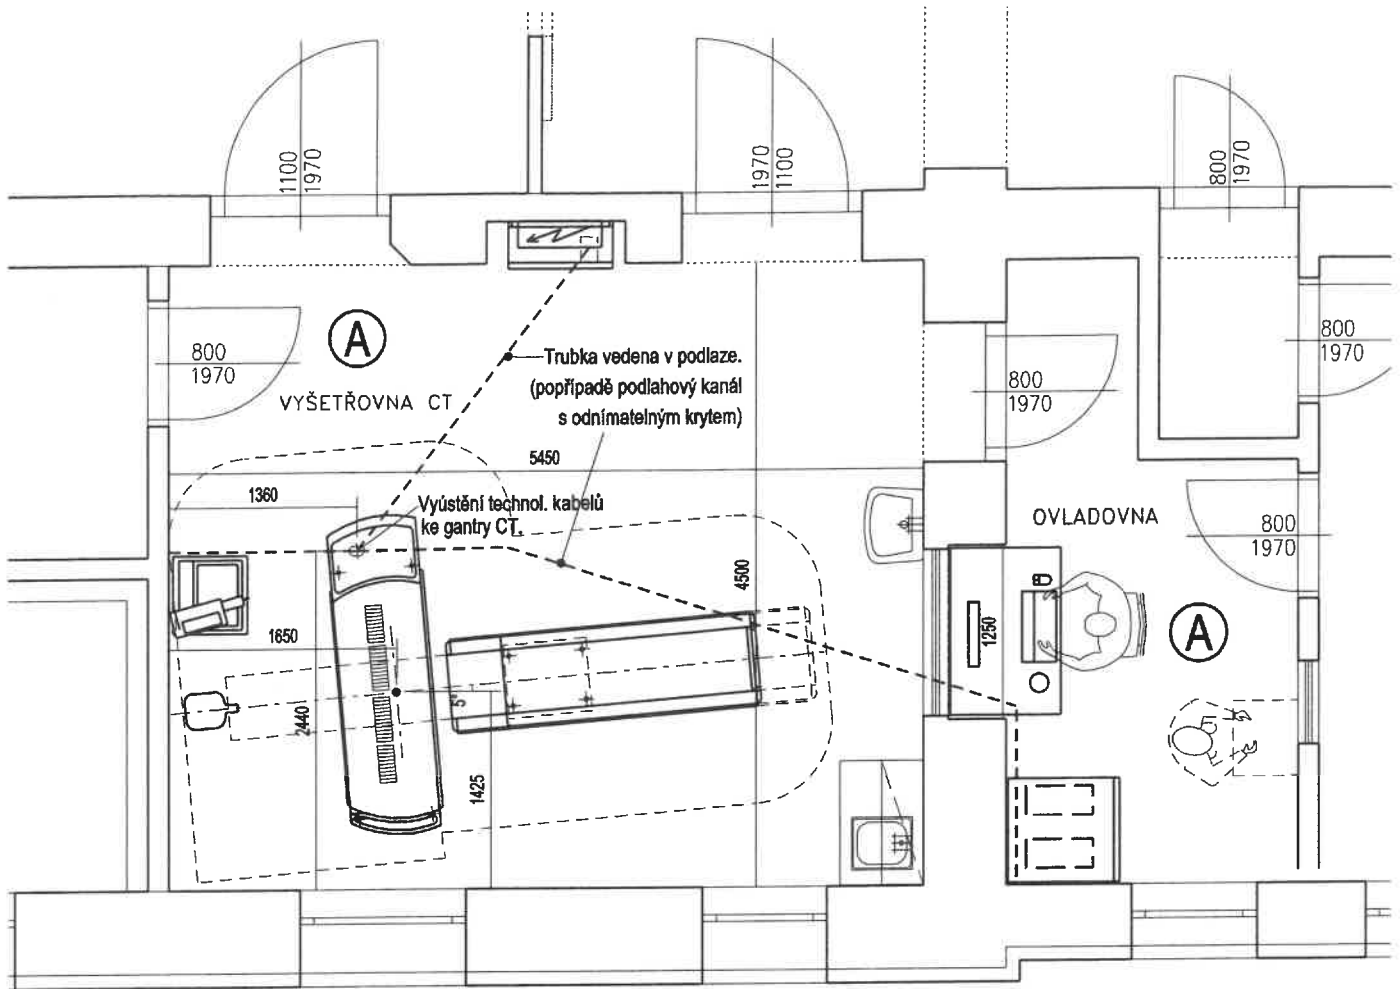 1100
1970
1970
1100
800
1970
A
800
1970
VYŠETŘOVNA CT
Trubka vedena v podlaze.
(popřípadě podlahový kanál
s odnímatelným krytem)
800
1970
800
1970
5450
1360
Vyústění technol. kabelů
ke gantry CT.
OVLADOVNA
800
1970
4500
1250
A
1650
2440
5°
1425